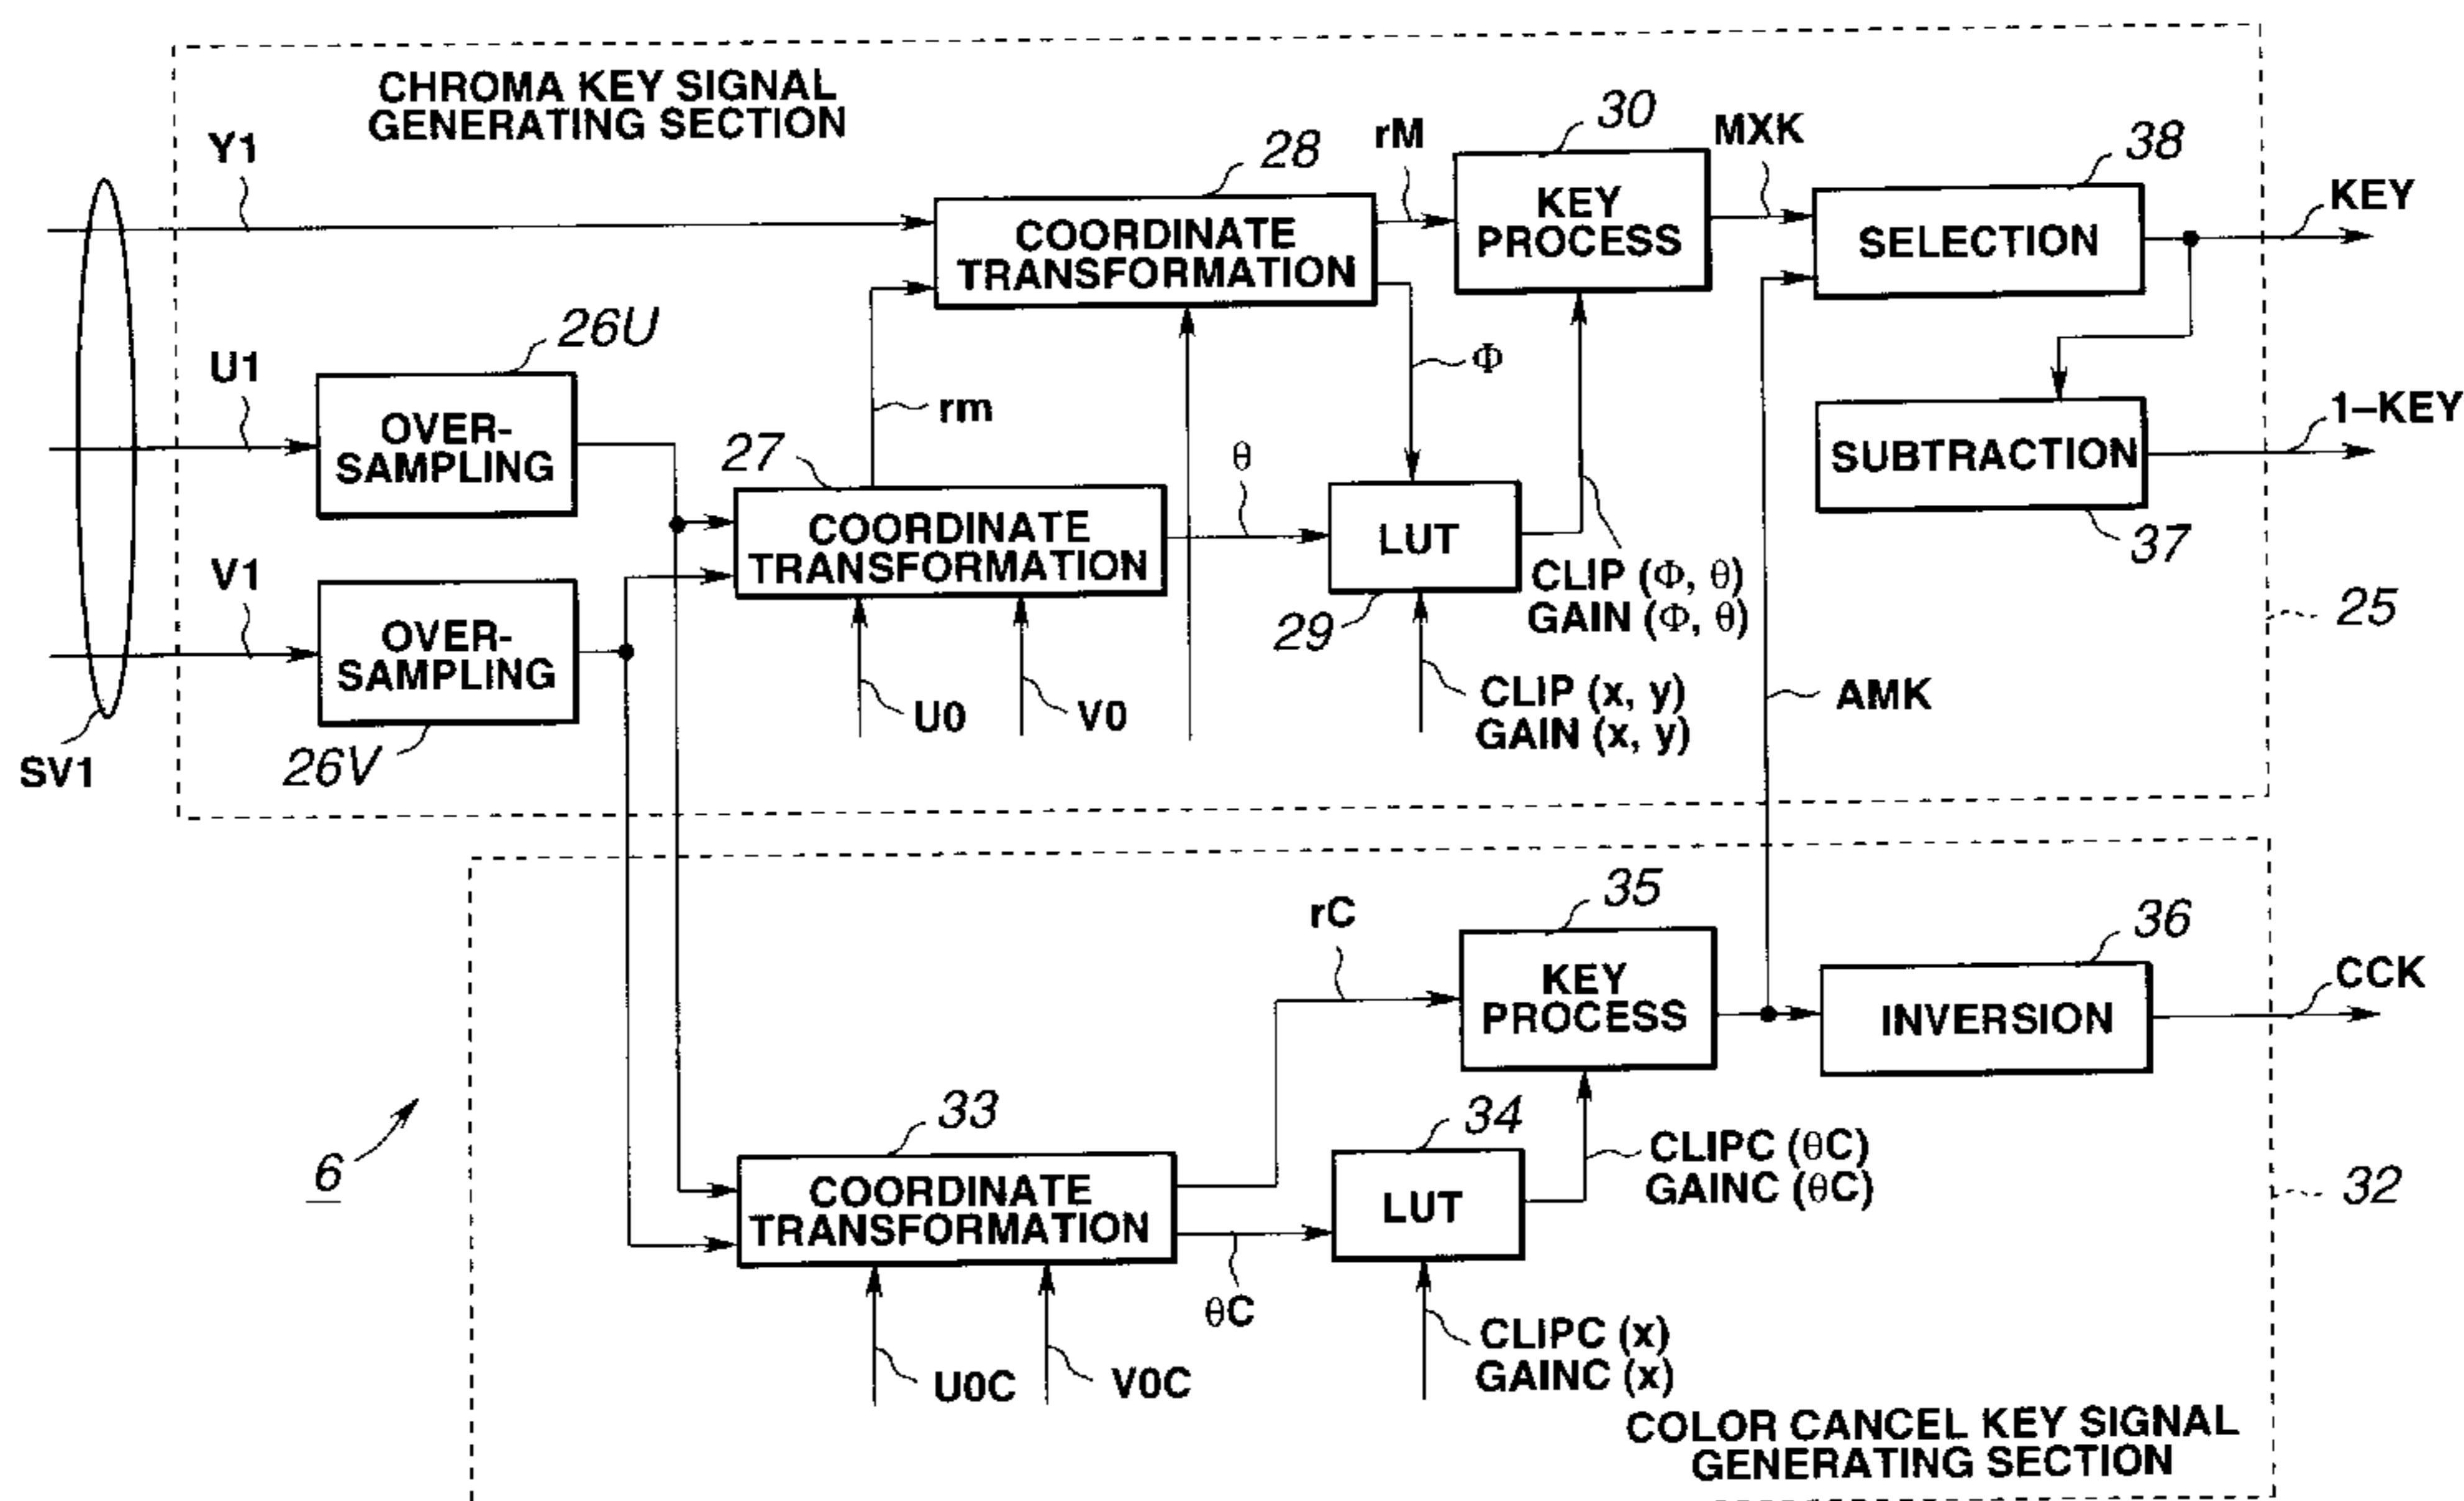 CHROMA KEY SIGNAL
GENERATING SECTION
Y1
28
rM
30
MXK
38
KEY
COORDINATE
TRANSFORMATION
KEY
PROCESS
SELECTION
26U
U1
OVER-
SAMPLING
rm
Φ
1–KEY
27
θ
SUBTRACTION
COORDINATE
TRANSFORMATION
LUT
37
V1
OVER-
SAMPLING
29
CLIP (Φ, θ)
GAIN (Φ, θ)
25
U0
V0
CLIP (x, y)
GAIN (x, y)
AMK
SV1
26V
35
rC
36
KEY
PROCESS
INVERSION
CCK
33
34
6
COORDINATE
TRANSFORMATION
LUT
CLIPC (θC)
GAINC (θC)
32
θC
U0C
V0C
CLIPC (x)
GAINC (x)
COLOR CANCEL KEY SIGNAL
GENERATING SECTION